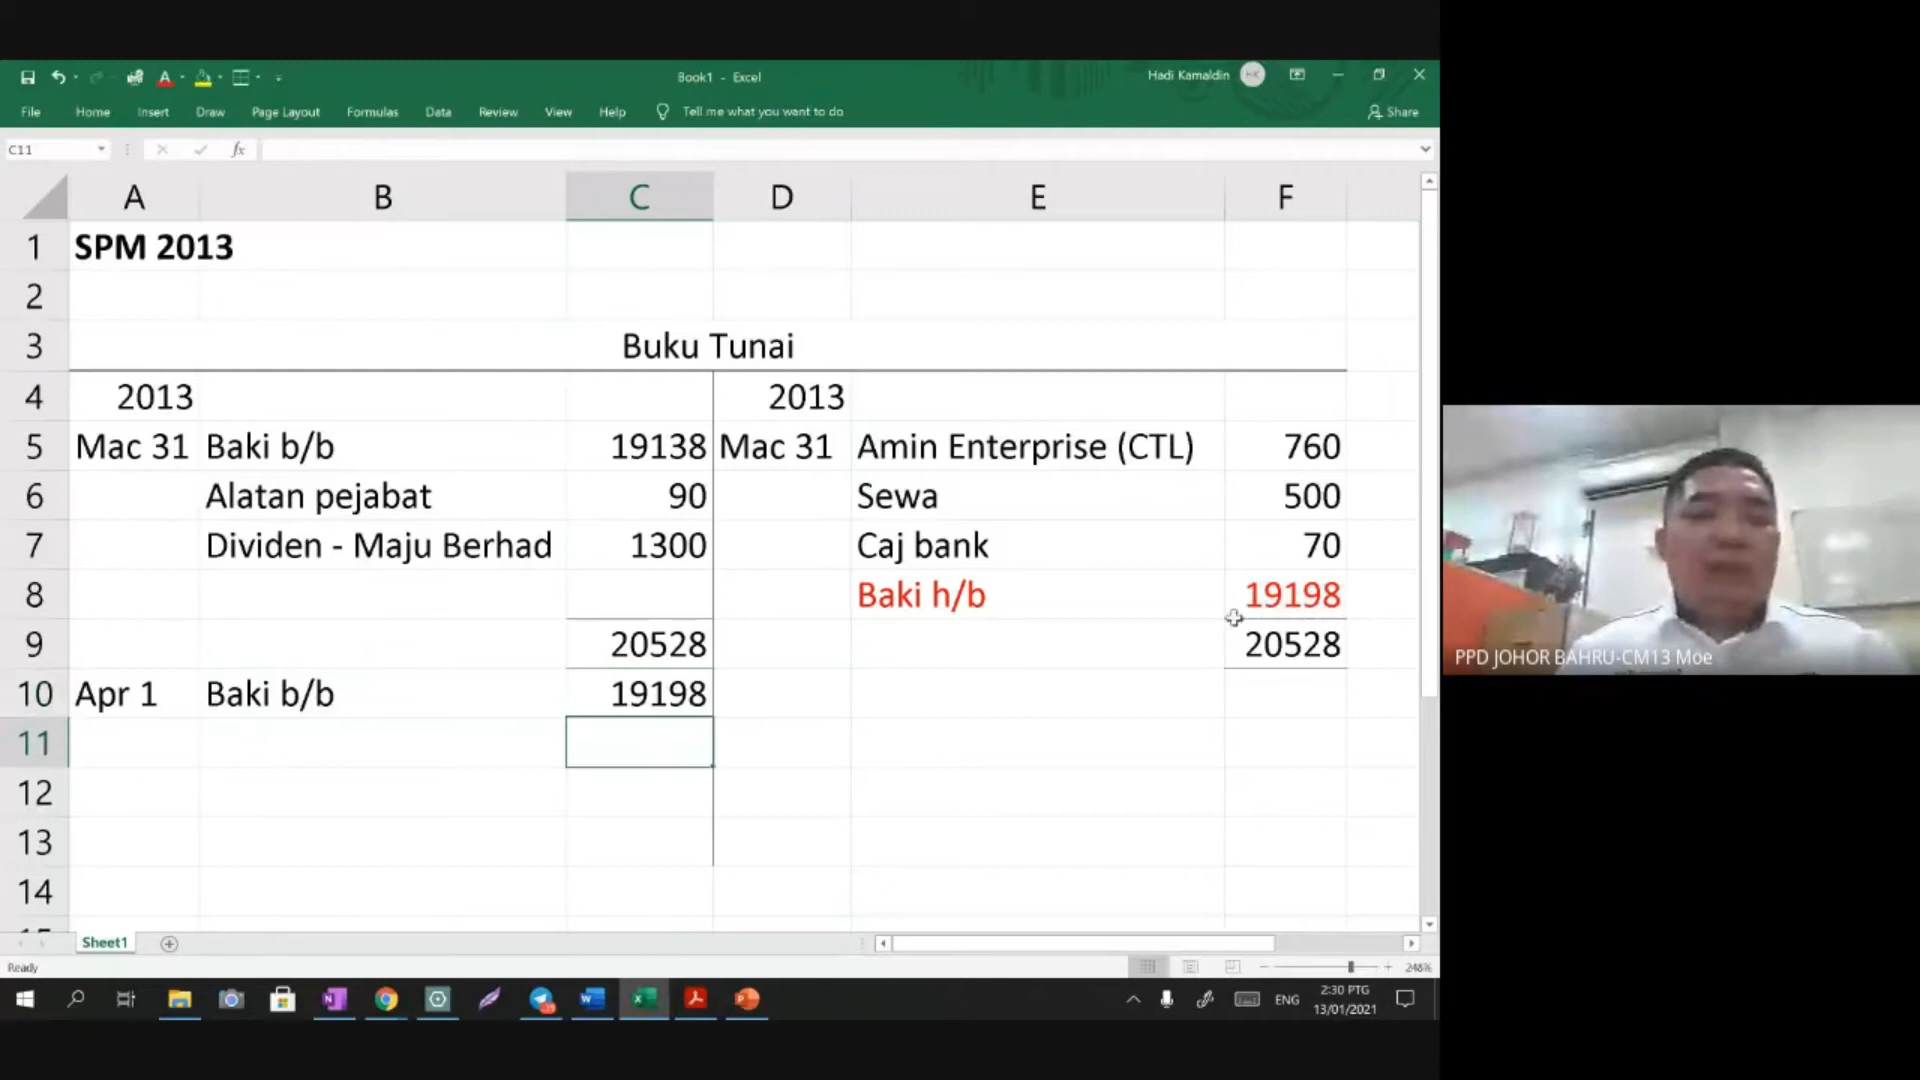 Book1 - Excel
Hadi Kamaldin HK
File Home Insert Draw Page Layout Formulas Data Review View Help Tell me what you want to do Share
C11 fx
A B C D E F
1 SPM 2013
2
3 Buku Tunai
4 2013 2013
5 Mac 31 Baki b/b 19138 Mac 31 Amin Enterprise (CTL) 760
6 Alatan pejabat 90 Sewa 500
7 Dividen - Maju Berhad 1300 Caj bank 70
8 Baki h/b 19198
9 20528 20528
10 Apr 1 Baki b/b 19198
11
12
13
14
PPD JOHOR BAHRU-CM13 Moe
Sheet1
Ready 248%
ENG 2:30 PTG
13/01/2021